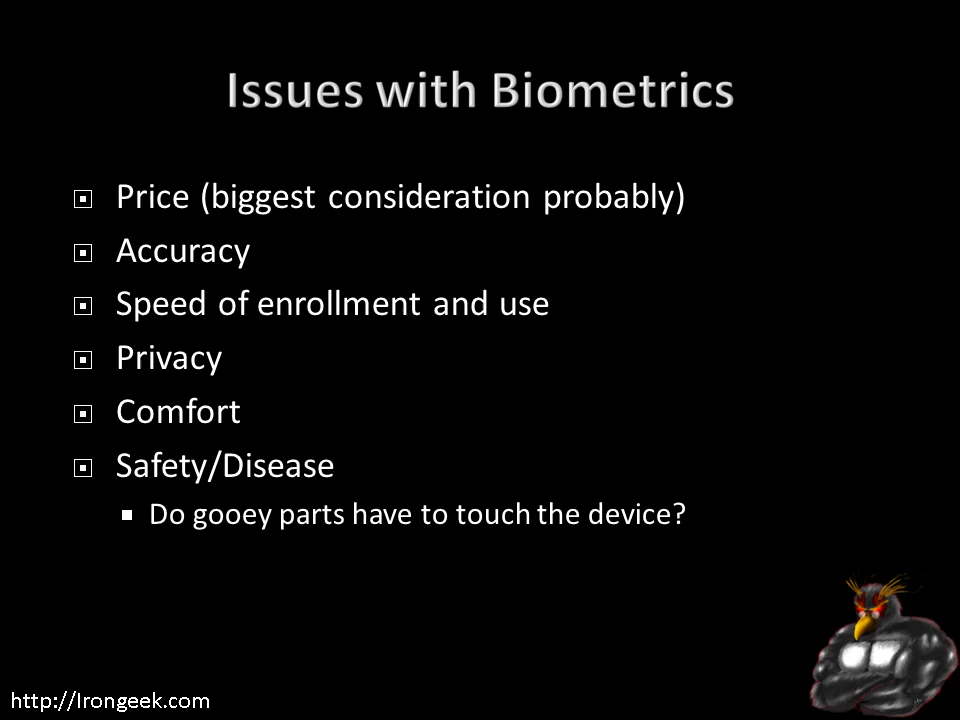 Issues with Biometrics
Price (biggest consideration probably)
Accuracy
Speed of enrollment and use
Privacy
Comfort
Safety/Disease
Do gooey parts have to touch the device?
http://Irongeek.com